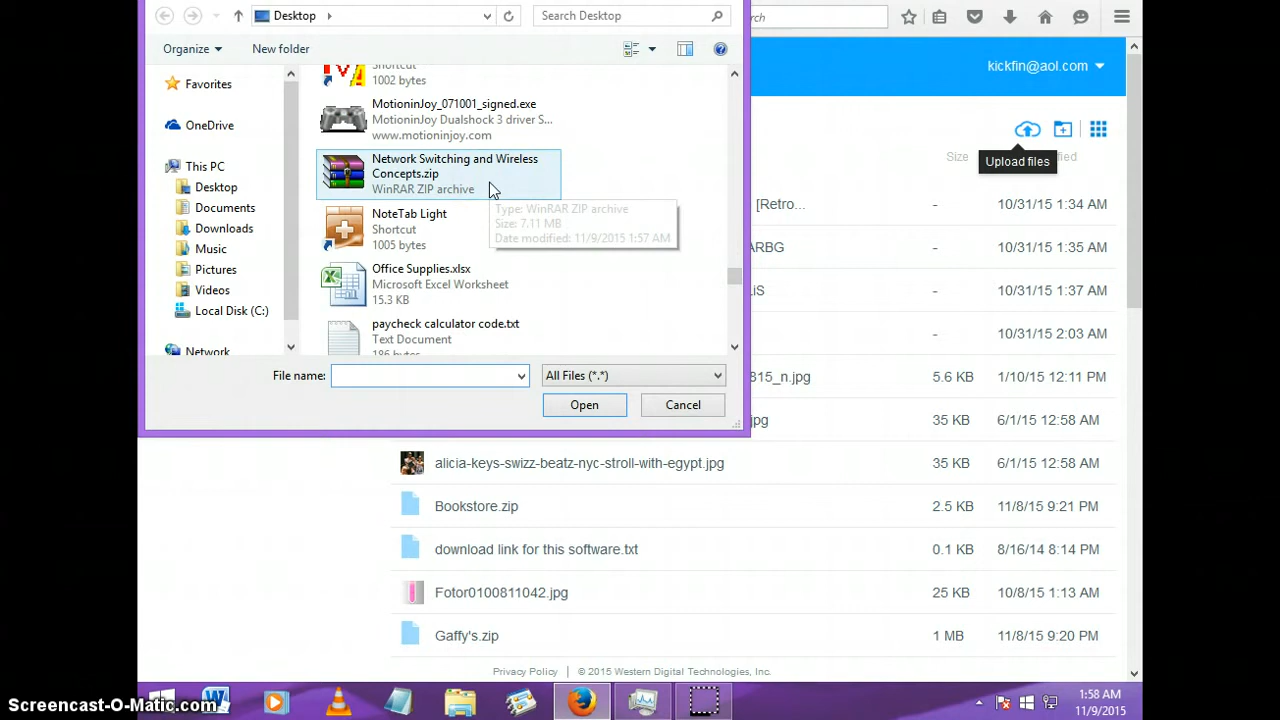 Desktop
Search Desktop
rch
Organize
New folder
kickfin@aol.com
Favorites
OneDrive
This PC
Desktop
Documents
Downloads
Music
Pictures
Videos
Local Disk (C:)
Network
Shortcut
1002 bytes
MotioninJoy_071001_signed.exe
MotioninJoy Dualshock 3 driver S...
www.motioninjoy.com
Network Switching and Wireless
Concepts.zip
WinRAR ZIP archive
Type: WinRAR ZIP archive
Size: 7.11 MB
Date modified: 11/9/2015 1:57 AM
NoteTab Light
Shortcut
1005 bytes
Office Supplies.xlsx
Microsoft Excel Worksheet
15.3 KB
paycheck calculator code.txt
Text Document
186 bytes
File name:
All Files (*.*)
Open
Cancel
Size
Upload files
fied
[Retro...
-
10/31/15 1:34 AM
ARBG
-
10/31/15 1:35 AM
iS
-
10/31/15 1:37 AM
-
10/31/15 2:03 AM
815_n.jpg
5.6 KB
1/10/15 12:11 PM
jpg
35 KB
6/1/15 12:58 AM
alicia-keys-swizz-beatz-nyc-stroll-with-egypt.jpg
35 KB
6/1/15 12:58 AM
Bookstore.zip
2.5 KB
11/8/15 9:21 PM
download link for this software.txt
0.1 KB
8/16/14 8:14 PM
Fotor0100811042.jpg
25 KB
10/8/15 1:13 AM
Gaffy's.zip
1 MB
11/8/15 9:20 PM
Privacy Policy | © 2015 Western Digital Technologies, Inc.
Screencast-O-Matic.com
1:58 AM
11/9/2015